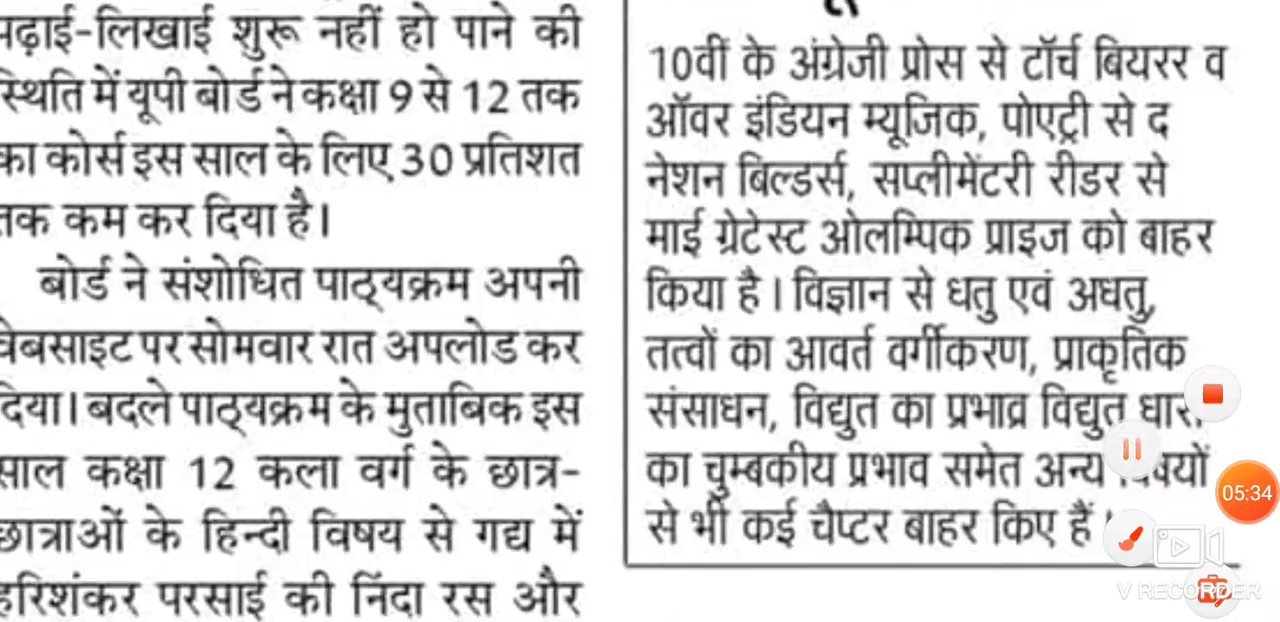 पढ़ाई-लिखाई शुरू नहीं हो पाने की
स्थिति में यूपी बोर्ड ने कक्षा 9 से 12 तक
का कोर्स इस साल के लिए 30 प्रतिशत
तक कम कर दिया है।
बोर्ड ने संशोधित पाठ्यक्रम अपनी
वेबसाइट पर सोमवार रात अपलोड कर
दिया। बदले पाठ्यक्रम के मुताबिक इस
साल कक्षा 12 कला वर्ग के छात्र-
छात्राओं के हिन्दी विषय से गद्य में
हरिशंकर परसाई की निंदा रस और
10वीं के अंग्रेजी प्रोस से टॉर्च बियरर व
ऑवर इंडियन म्यूजिक, पोएट्री से द
नेशन बिल्डर्स, सप्लीमेंटरी रीडर से
माई ग्रेटेस्ट ओलम्पिक प्राइज को बाहर
किया है। विज्ञान से धतु एवं अधतु,
तत्वों का आवर्त वर्गीकरण, प्राकृतिक
संसाधन, विद्युत का प्रभाव्र विद्युत धारा
का चुम्बकीय प्रभाव समेत अन्य
से भी कई चैप्टर बाहर किए हैं।
05:34
V RECORDER